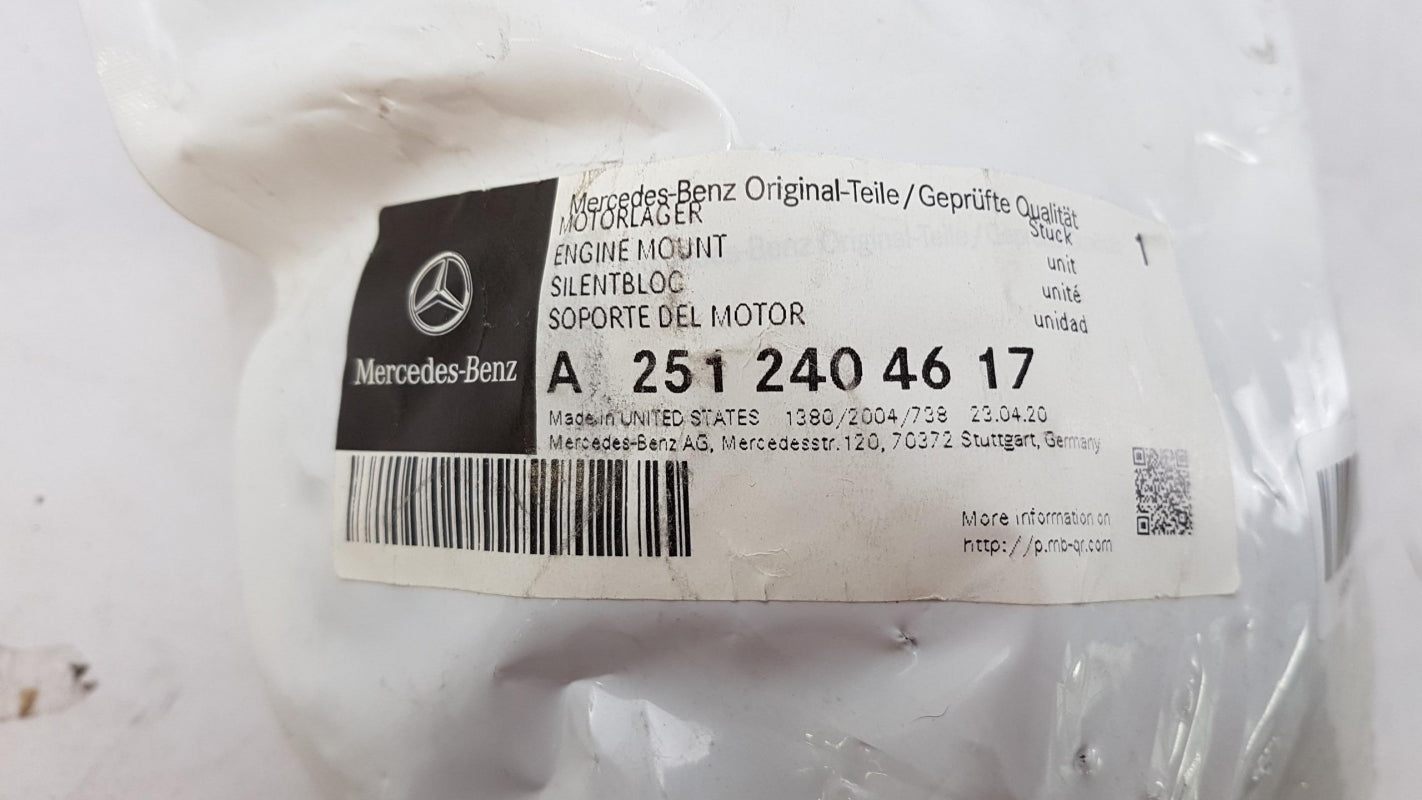 Mercedes-Benz Original-Teile/Geprüfte Qualität
MOTORLAGER Stück 1
ENGINE MOUNT unit
SILENTBLOC unité
SOPORTE DEL MOTOR unidad
Mercedes-Benz
A 251 240 46 17
Made in UNITED STATES 1380/2004/738 23.04.20
Mercedes-Benz AG, Mercedesstr.120, 70372 Stuttgart, Germany
More information on
http://p.mb-qr.com